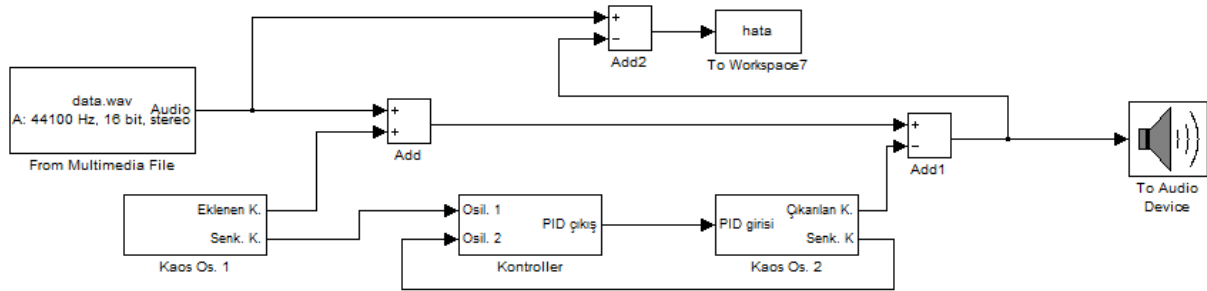 +
−
Add2
hata
To Workspace7
data.wav
Audio
A: 44100 Hz, 16 bit, stereo
From Multimedia File
+
+
Add
+
−
Add1
To Audio
Device
Eklenen K.
Senk. K.
Kaos Os. 1
Osil. 1
Osil. 2
PID çıkış
Kontroller
PID girisi
Çıkarılan K.
Senk. K
Kaos Os. 2